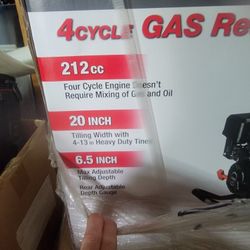 4CYCLE GAS Re
212cc
Four Cycle Engine Doesn't
Require Mixing of Gas and Oil
20 INCH
Tilling Width with
4-13 in Heavy Duty Tines
6.5 INCH
Max Adjustable
Tilling Depth
Rear Adjustable
Depth Gauge